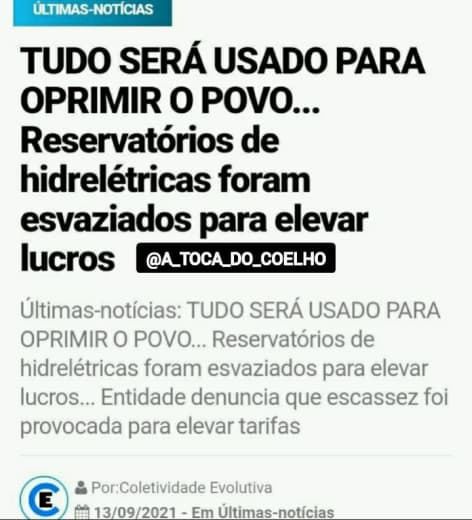 ÚLTIMAS-NOTÍCIAS
TUDO SERÁ USADO PARA
OPRIMIR O POVO...
Reservatórios de
hidrelétricas foram
esvaziados para elevar
lucros @A_TOCA_DO_COELHO
Últimas-notícias: TUDO SERÁ USADO PARA
OPRIMIR O POVO... Reservatórios de
hidrelétricas foram esvaziados para elevar
lucros... Entidade denuncia que escassez foi
provocada para elevar tarifas
CE
Por:Coletividade Evolutiva
13/09/2021 - Em Últimas-notícias